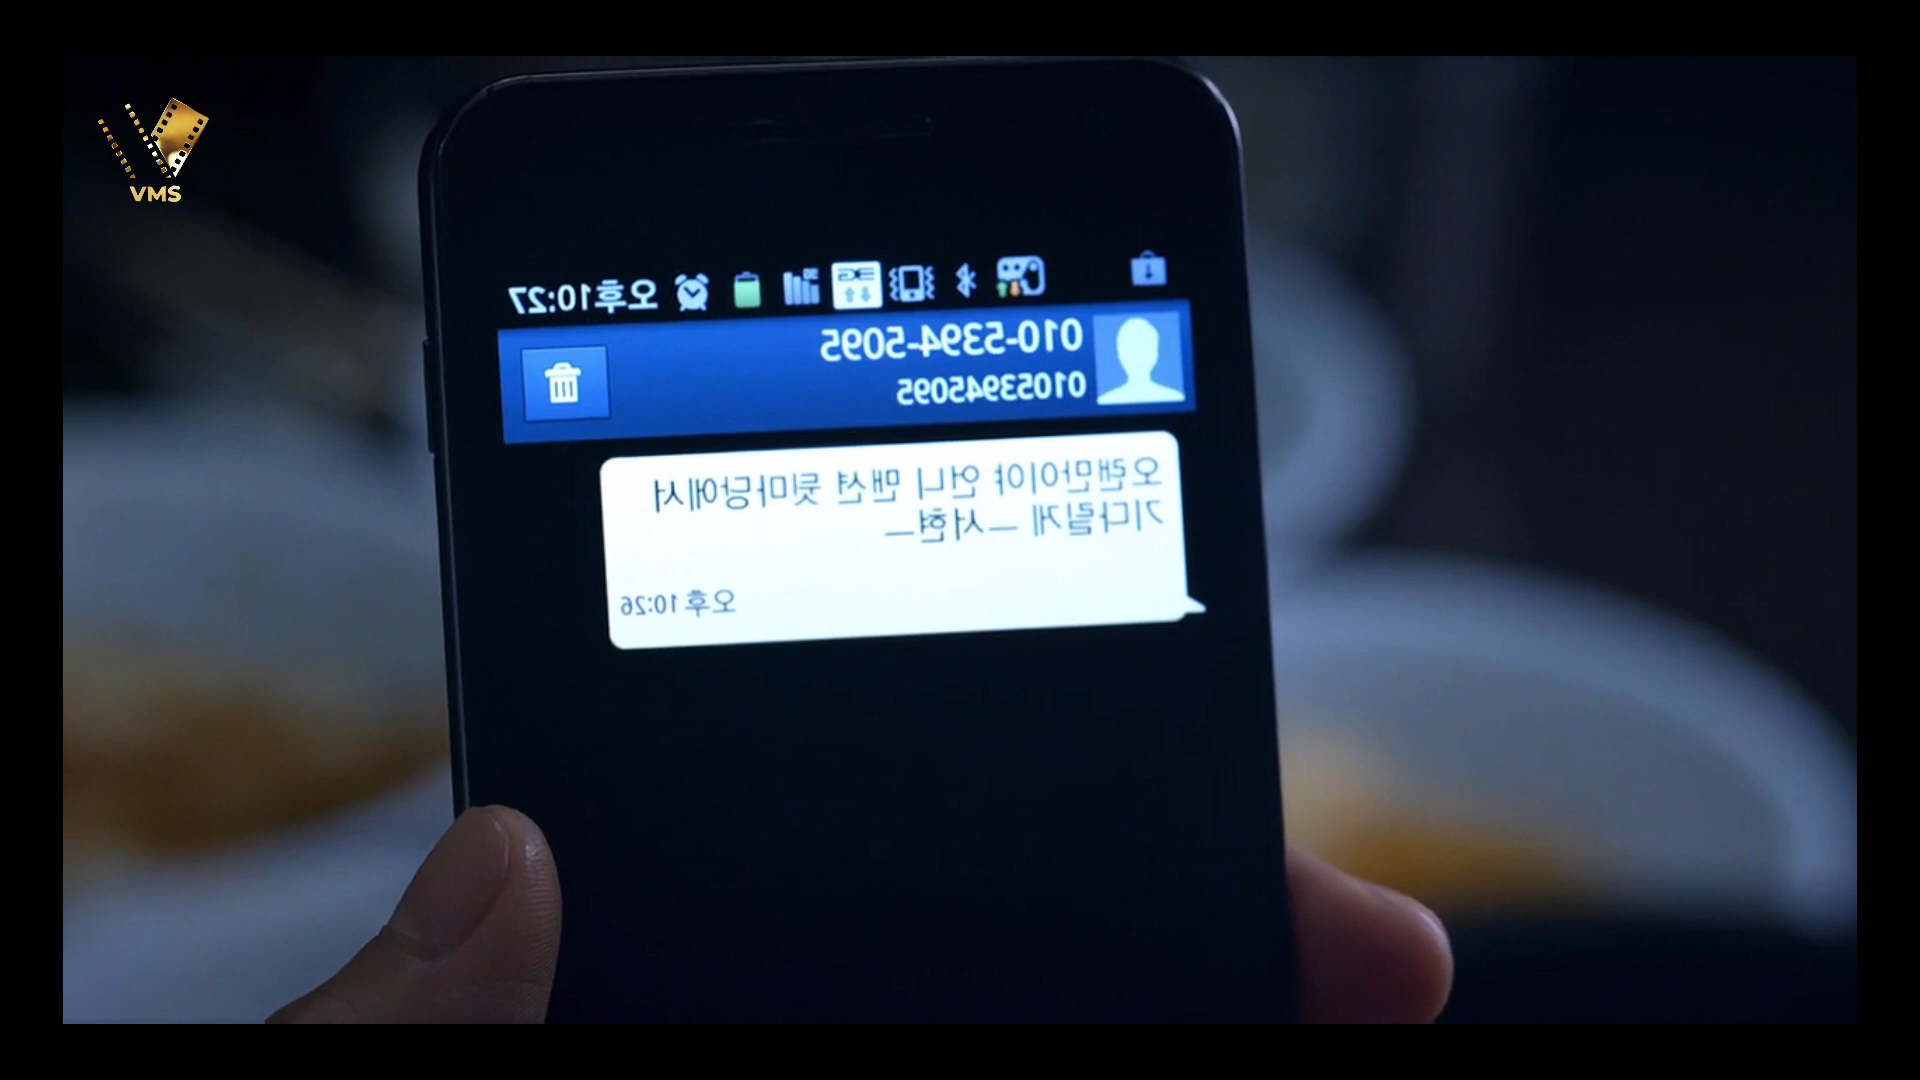 VMS
오후10:27
3G
010-5394-5095
01053945095
오랜만이야 언니 맨션 뒷마당에서
기다릴게 —서현—
오후 10:26